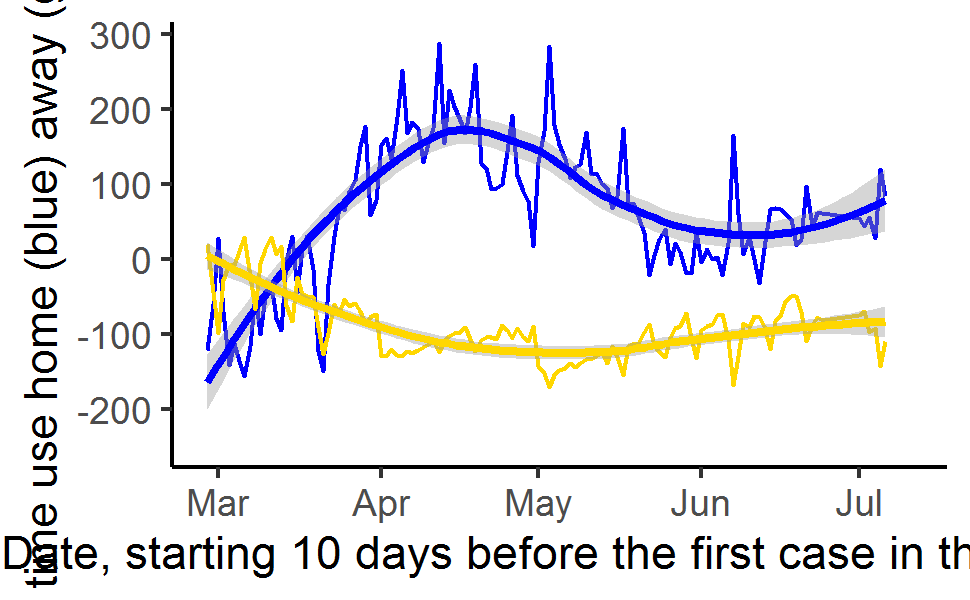 time use home (blue) away (
300
200
100
0
-100
-200
Mar Apr May Jun Jul
Date, starting 10 days before the first case in th